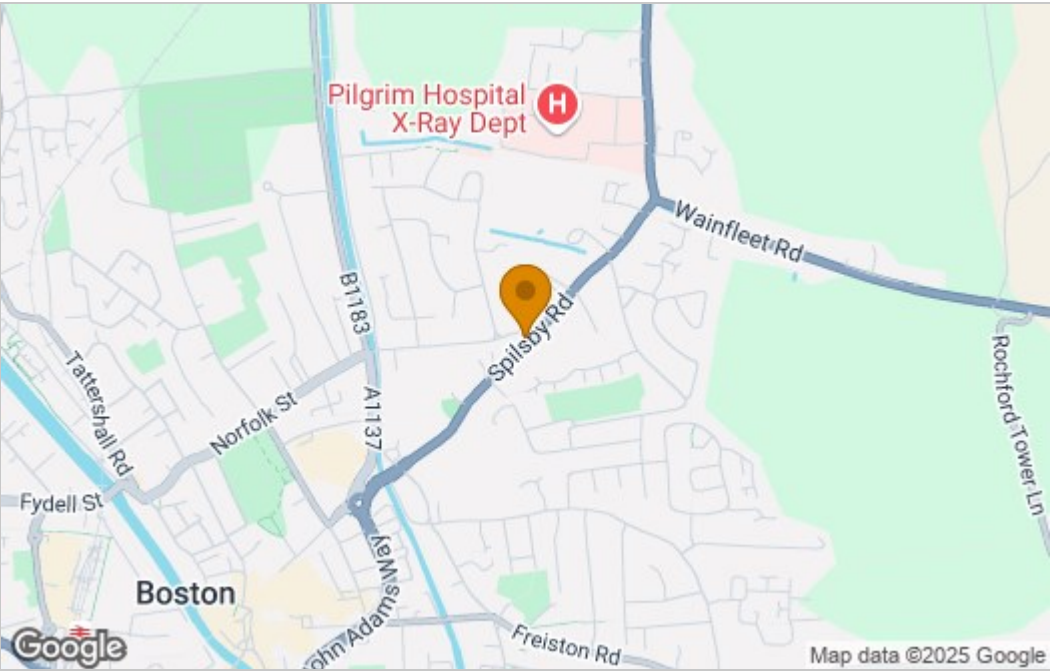 Pilgrim Hospital
X-Ray Dept
H
Wainfleet Rd
B1183
Spilsby Rd
Rochford Tower Ln
Tattershall Rd
Norfolk St
A1137
Fydell St
John Adams Way
Boston
Freiston Rd
Google
Map data ©2025 Google